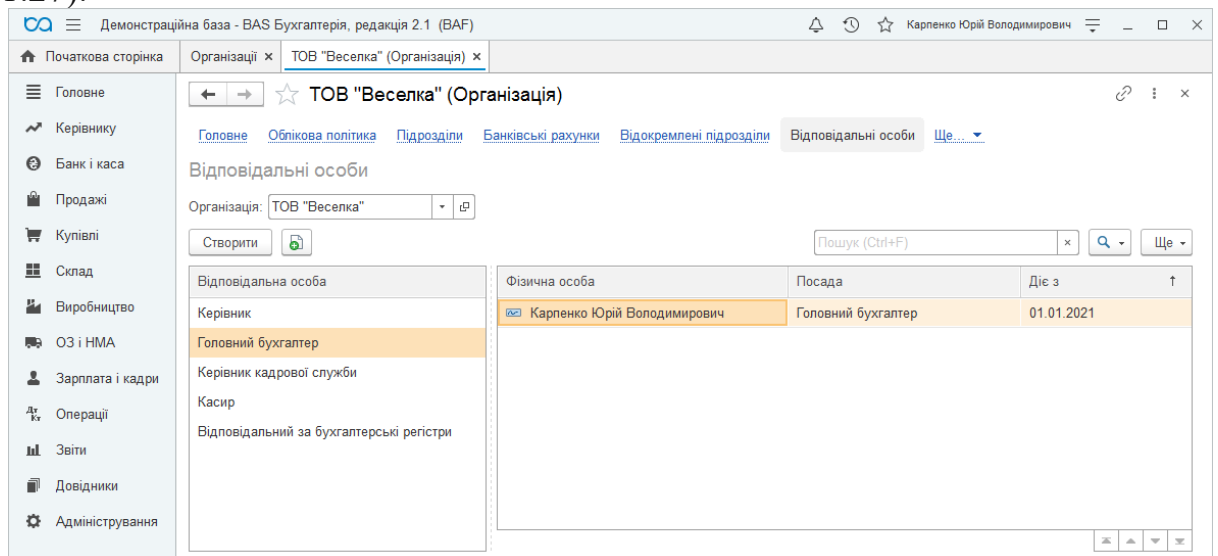 Демонстраційна база - BAS Бухгалтерія, редакція 2.1 (BAF) Карпенко Юрій Володимирович
Початкова сторінка Організації × ТОВ "Веселка" (Організація) ×
Головне
Керівнику
Банк і каса
Продажі
Купівлі
Склад
Виробництво
ОЗ і НМА
Зарплата і кадри
Дт Кт Операції
Звіти
Довідники
Адміністрування
ТОВ "Веселка" (Організація)
Головне Облікова політика Підрозділи Банківські рахунки Відокремлені підрозділи Відповідальні особи Ще...
Відповідальні особи
Організація: ТОВ "Веселка"
Створити Пошук (Ctrl+F) × Ще
Відповідальна особа
Керівник
Головний бухгалтер
Керівник кадрової служби
Касир
Відповідальний за бухгалтерські регістри
Фізична особа Посада Діє з ↑
Карпенко Юрій Володимирович Головний бухгалтер 01.01.2021